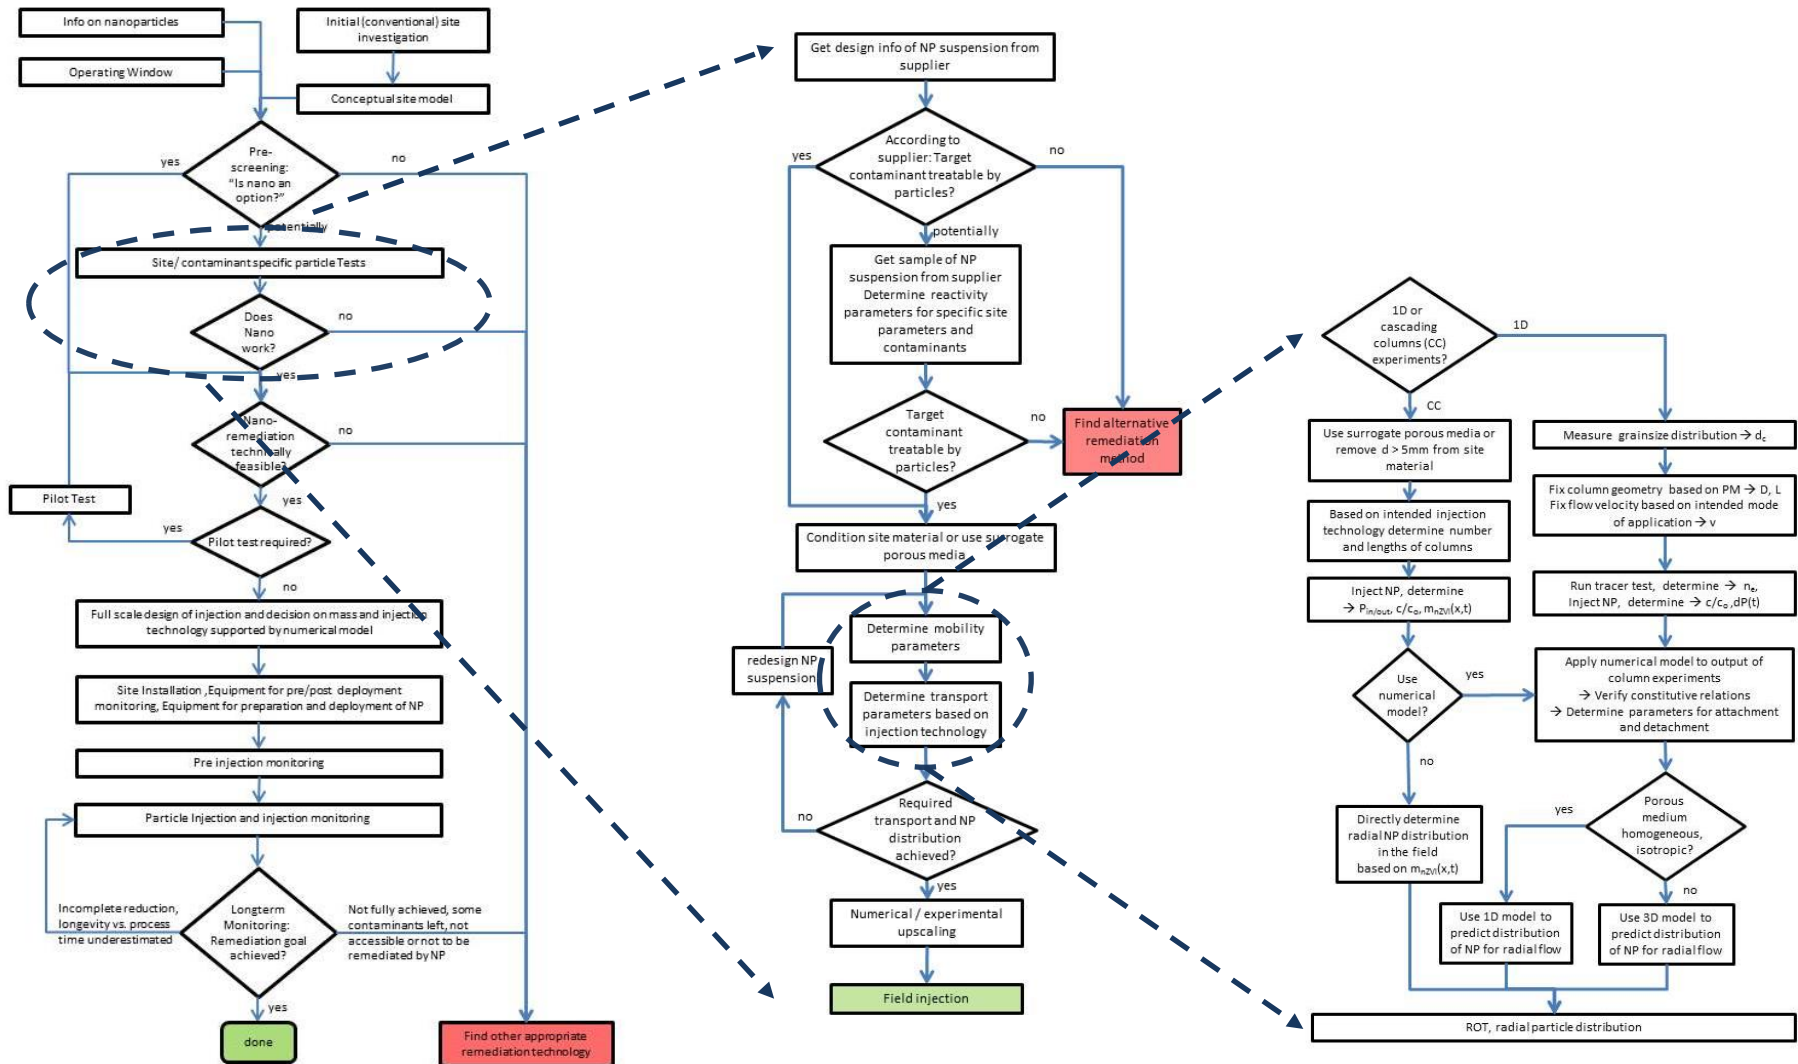 Info on nanoparticles
Initial (conventional) site
investigation
Operating Window
Conceptual site model
Pre-
screening:
"Is nano an
option?"
yes
no
potentially
Site/ contaminant specific particle Tests
Does
Nano
work?
no
yes
Nano-
remediation
technically
feasible?
no
yes
Pilot Test
yes
Pilot test required?
no
Full scale design of injection and decision on mass and injection
technology supported by numerical model
Site Installation ,Equipment for pre/post deployment
monitoring, Equipment for preparation and deployment of NP
Pre injection monitoring
Particle Injection and injection monitoring
Incomplete reduction,
longevity vs. process
time underestimated
Longterm
Monitoring:
Remediation goal
achieved?
Not fully achieved, some
contaminants left, not
accessible or not to be
remediated by NP
yes
done
Find other appropriate
remediation technology
Get design info of NP suspension from
supplier
According to
supplier: Target
contaminant treatable by
particles?
yes
no
potentially
Get sample of NP
suspension from supplier
Determine reactivity
parameters for specific site
parameters and
contaminants
Target
contaminant
treatable by
particles?
no
Find alternative
remediation
method
yes
Condition site material or use surrogate
porous media
Determine mobility
parameters
redesign NP
suspension
Determine transport
parameters based on
injection technology
no
Required
transport and NP
distribution
achieved?
yes
Numerical / experimental
upscaling
Field injection
1D or
cascading
columns (CC)
experiments?
1D
CC
Use surrogate porous media or
remove d > 5mm from site
material
Based on intended injection
technology determine number
and lengths of columns
Inject NP, determine
→ Pin/out, c/co, mnZVI(x,t)
Use
numerical
model?
yes
no
Directly determine
radial NP distribution
in the field
based on mnZVI(x,t)
Measure grainsize distribution → dc
Fix column geometry based on PM → D, L
Fix flow velocity based on intended mode
of application → v
Run tracer test, determine → ne,
Inject NP, determine → c/co ,dP(t)
Apply numerical model to output of
column experiments
→ Verify constitutive relations
→ Determine parameters for attachment
and detachment
yes
Porous
medium
homogeneous,
isotropic?
no
Use 1D model to
predict distribution
of NP for radial flow
Use 3D model to
predict distribution
of NP for radial flow
ROT, radial particle distribution